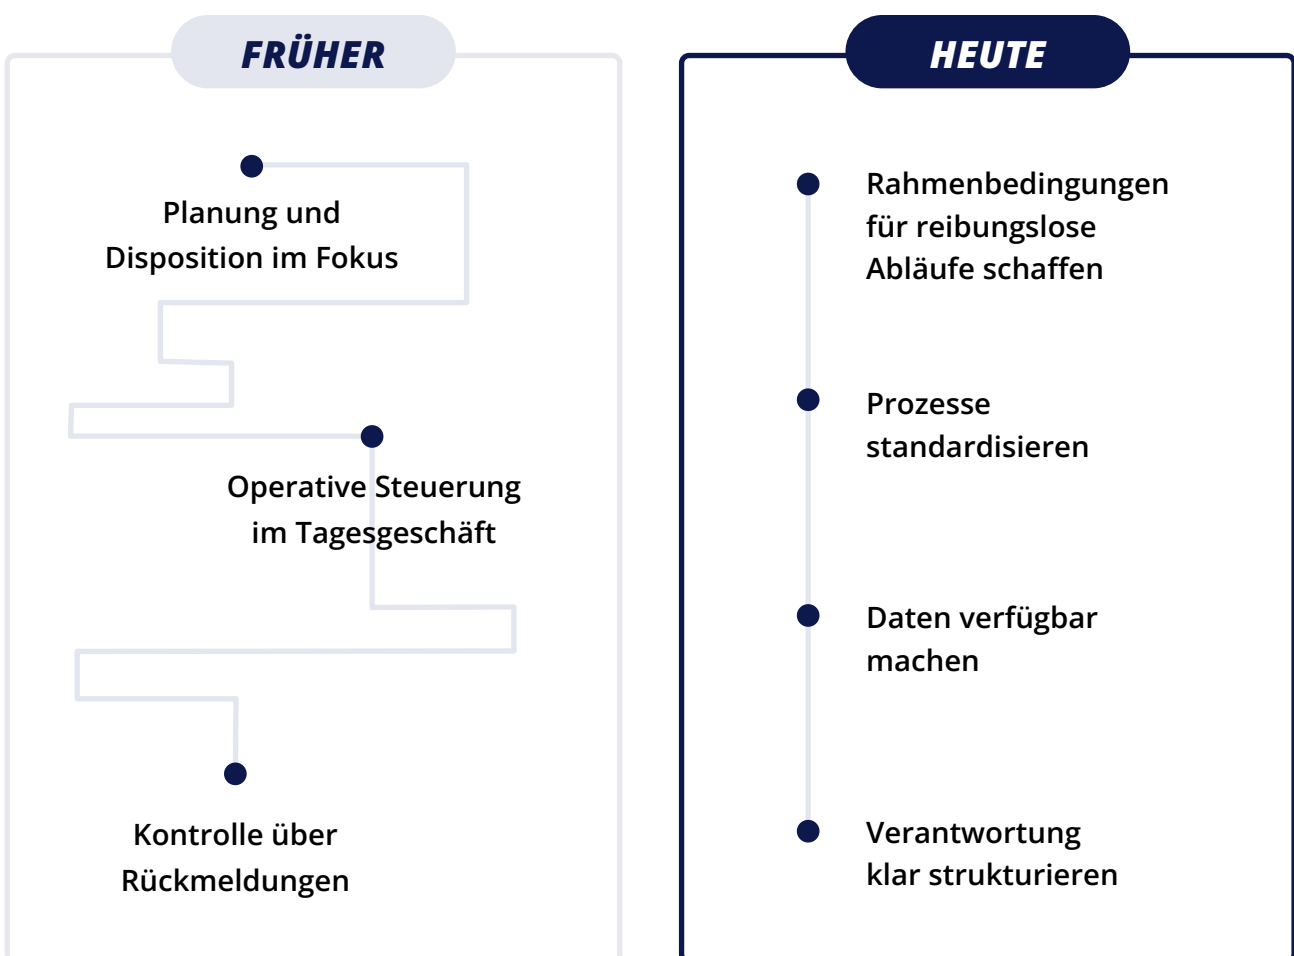 FRÜHER
Planung und
Disposition im Fokus
Operative Steuerung
im Tagesgeschäft
Kontrolle über
Rückmeldungen
HEUTE
Rahmenbedingungen
für reibungslose
Abläufe schaffen
Prozesse
standardisieren
Daten verfügbar
machen
Verantwortung
klar strukturieren